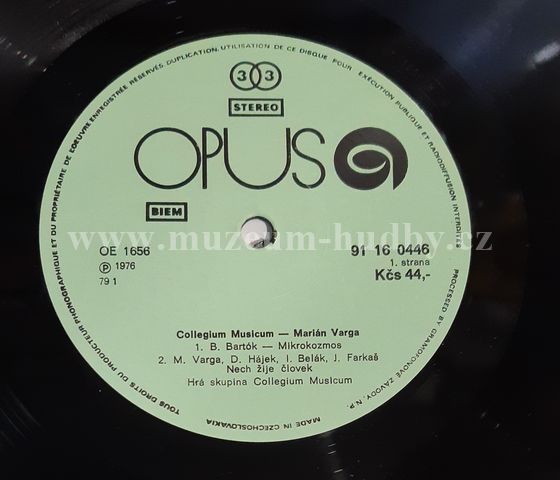 TOUS DROITS DU PRODUCTEUR PHONOGRAPHIQUE ET DU PROPRIÉTAIRE DE L'OEUVRE ENREGISTRÉE RÉSERVÉS. DUPLICATION, UTILISATION DE CE DISQUE POUR EXÉCUTION PUBLIQUE ET RADIODIFFUSION INTERDITES
33
STEREO
OPUS
BIEM
www.muzeum-hudby.cz
OE 1656
91 16 0446
Ⓟ 1976
1. strana
79 1
Kčs 44,-
Collegium Musicum — Marián Varga
1. B. Bartók — Mikrokozmos
2. M. Varga, D. Hájek, I. Belák, J. Farkaš
Nech žije človek
Hrá skupina Collegium Musicum
MADE IN CZECHOSLOVAKIA
PROCESSED BY GRAMOFONOVÉ ZÁVODY, N.P.